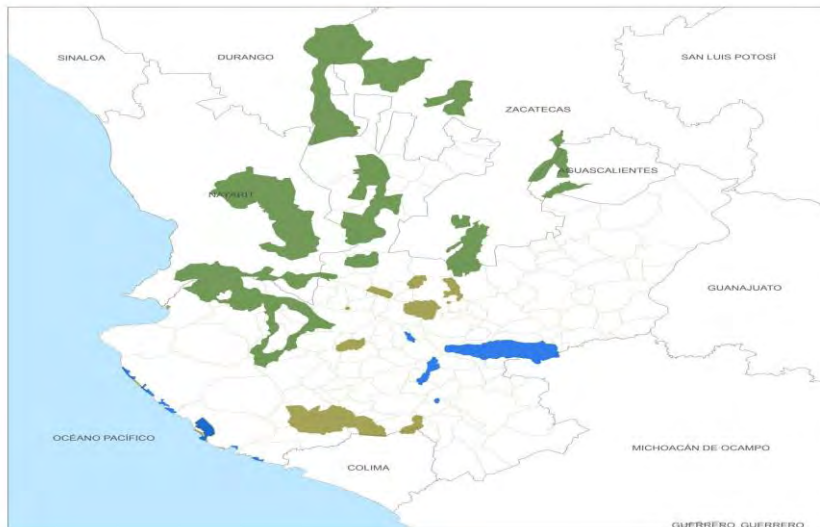 SINALOA
DURANGO
SAN LUIS POTOSÍ
ZACATECAS
AGUASCALIENTES
NAYARIT
GUANAJUATO
OCÉANO PACÍFICO
MICHOACÁN DE OCAMPO
COLIMA
GUERRERO, GUERRERO